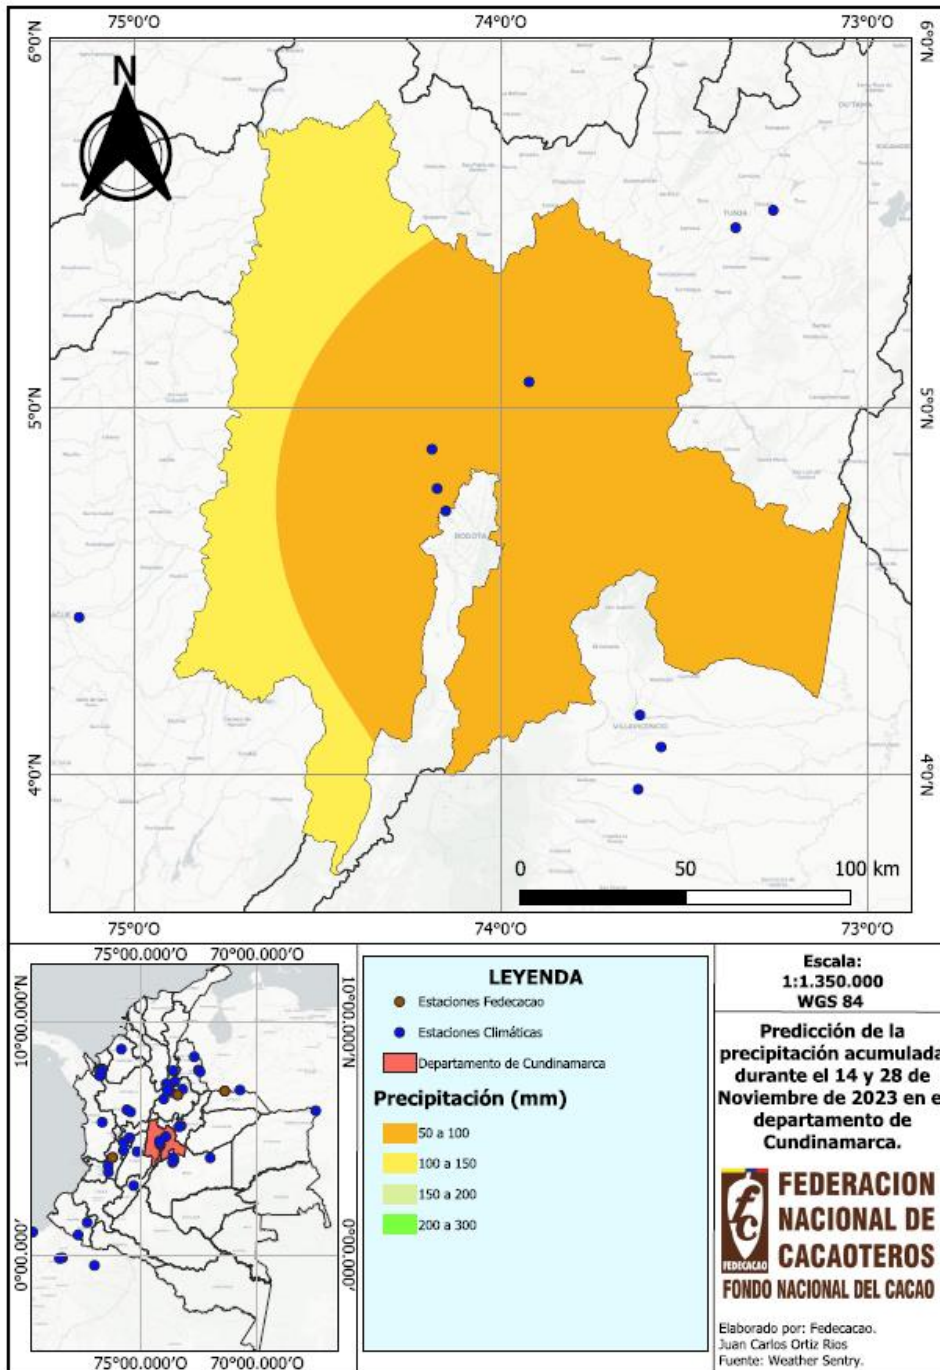 75°0'O
74°0'O
73°0'O
6°0'N
6°0'N
N
DUITAMA
TUNJA
5°0'N
5°0'N
BOGOTÁ
VILLAVICENCIO
4°0'N
4°0'N
0
50
100 km
75°0'O
74°0'O
73°0'O
75°00.000'O
70°00.000'O
10°00.000'N
10°00.000'N
0°00.000'
0°00.000'
75°00.000'O
70°00.000'O
LEYENDA
Estaciones Fedecacao
Estaciones Climáticas
Departamento de Cundinamarca
Precipitación (mm)
50 a 100
100 a 150
150 a 200
200 a 300
Escala:
1:1.350.000
WGS 84
Predicción de la
precipitación acumulada
durante el 14 y 28 de
Noviembre de 2023 en e
departamento de
Cundinamarca.
FEDECACAO
FEDERACION
NACIONAL DE
CACAOTEROS
FONDO NACIONAL DEL CACAO
Elaborado por: Fedecacao.
Juan Carlos Ortiz Rios
Fuente: Weather Sentry.